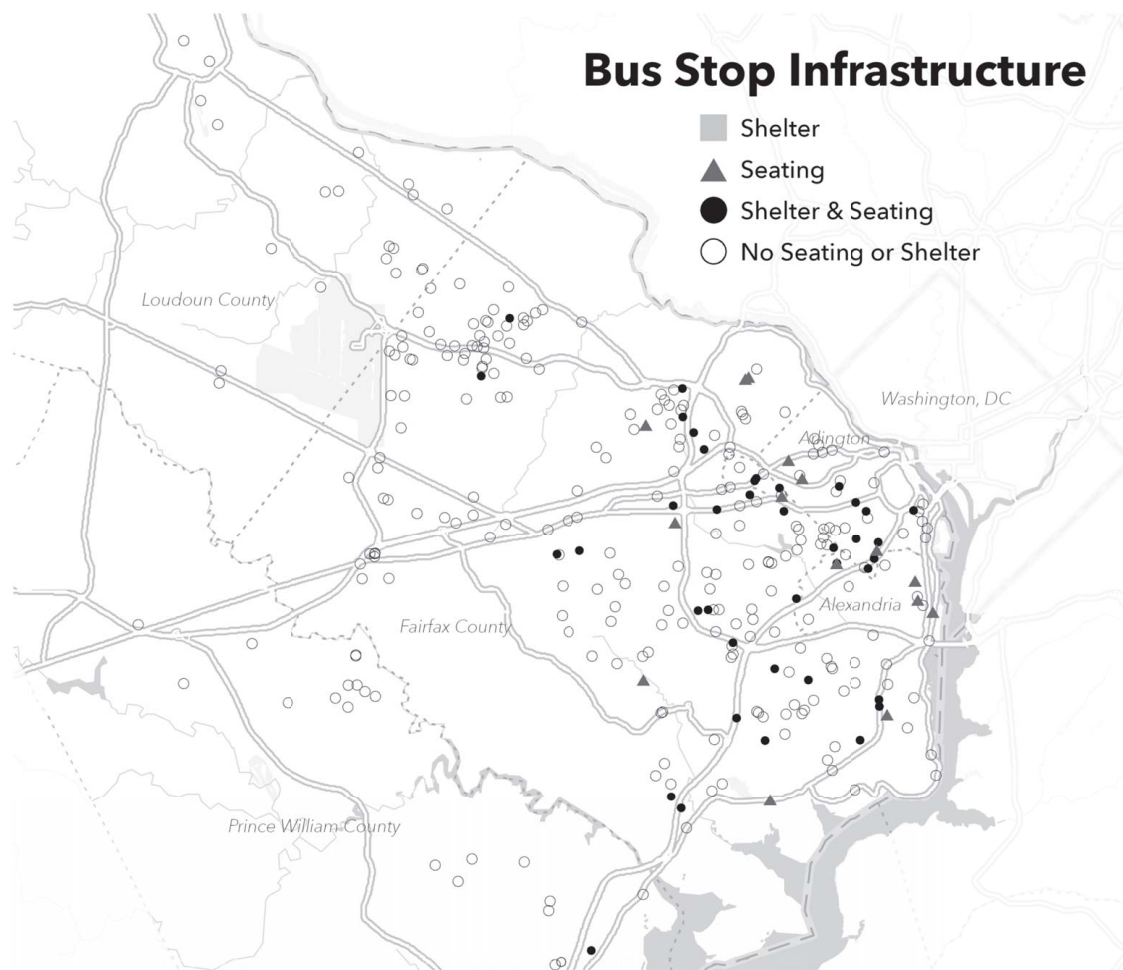 Bus Stop Infrastructure
Shelter
Seating
Shelter & Seating
No Seating or Shelter
Loudoun County
Washington, DC
Arlington
Alexandria
Fairfax County
Prince William County